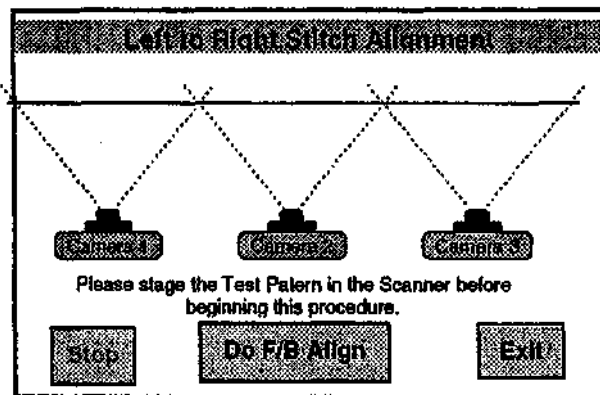 Left to Right Stitch Alignment
Camera 1 Camera 2 Camera 3
Please stage the Test Patern in the Scanner before
beginning this procedure.
Stop Do F/B Align Exit